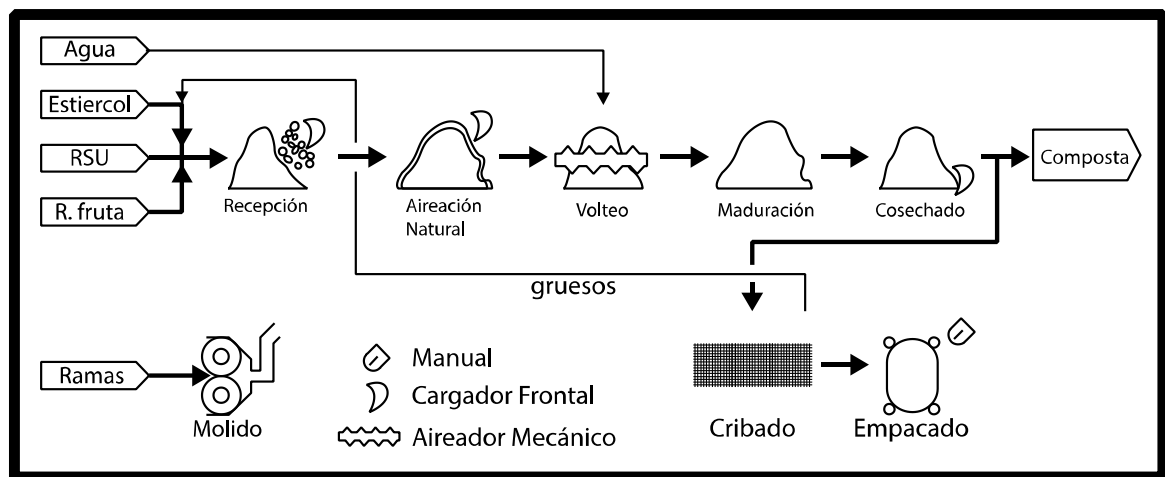 Agua
Estiercol
RSU
R. fruta
Recepción
Aireación
Natural
Volteo
Maduración
Cosechado
Composta
gruesos
Ramas
Molido
Manual
Cargador Frontal
Aireador Mecánico
Cribado
Empacado